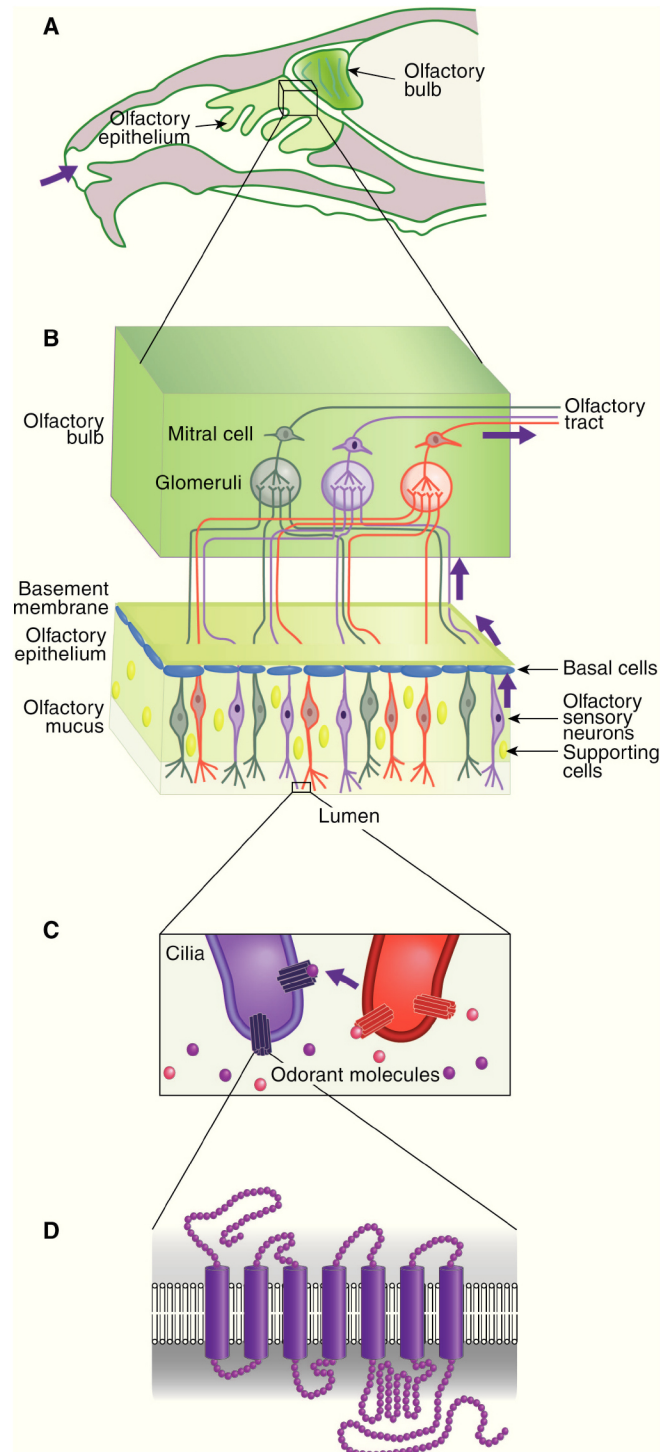 A
Olfactory
bulb
Olfactory
epithelium
B
Olfactory
bulb
Mitral cell
Glomeruli
Olfactory
tract
Basement
membrane
Olfactory
epithelium
Olfactory
mucus
Basal cells
Olfactory
sensory
neurons
Supporting
cells
Lumen
C
Cilia
Odorant molecules
D